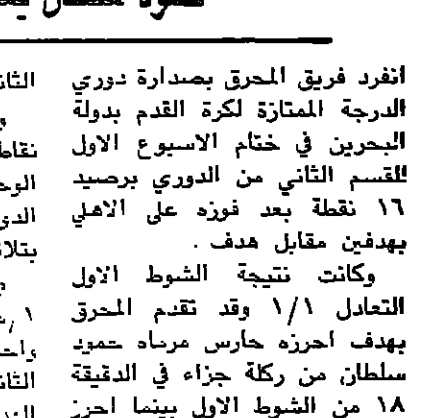 انفرد فريق المحرق بصدارة دوري
الدرجة الممتازة لكرة القدم بدولة
البحرين في ختام الاسبوع الاول
للقسم الثاني من الدوري برصيد
١٦ نقطة بعد فوزه على الاهلي
بهدفين مقابل هدف .
وكانت نتيجة الشوط الاول
التعادل ١/١ وقد تقدم المحرق
بهدف احرزه حارس مرماه حمود
سلطان من ركلة جزاء في الدقيقة
١٨ من الشوط الاول بينما احرز